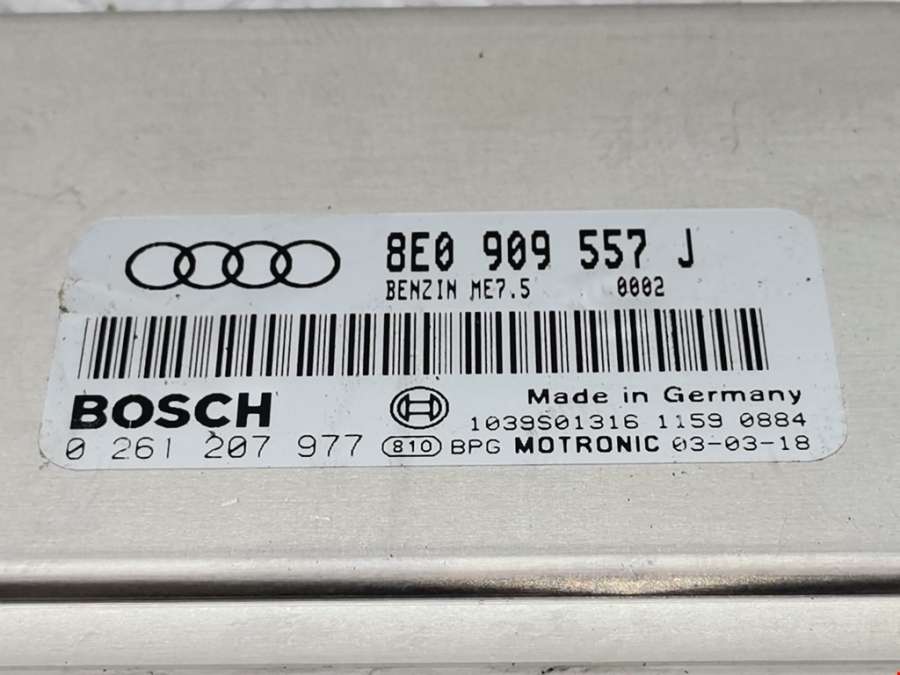 8E0 909 557 J
BENZIN ME7.5 0002
BOSCH
Made in Germany
1039S01316 1159 0884
0 261 207 977 810 BPG MOTRONIC 03-03-18